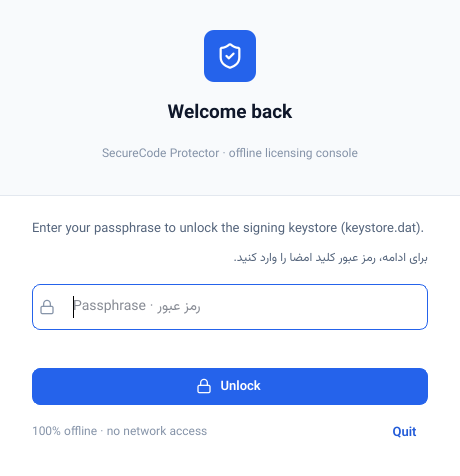 Welcome back
SecureCode Protector · offline licensing console
Enter your passphrase to unlock the signing keystore (keystore.dat).
برای ادامه، رمز عبور کلید امضا را وارد کنید.
Passphrase · رمز عبور
Unlock
100% offline · no network access
Quit